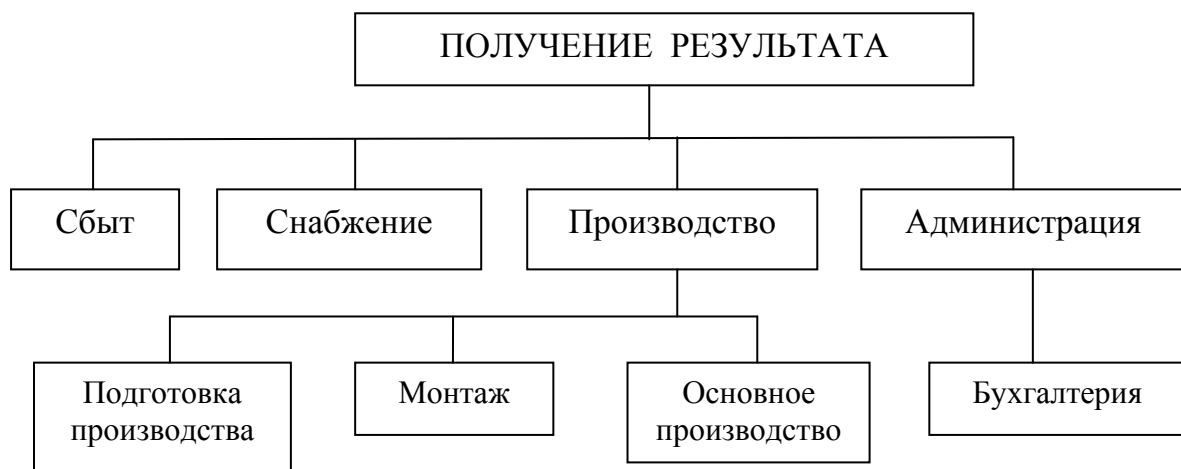 ПОЛУЧЕНИЕ РЕЗУЛЬТАТА
Сбыт
Снабжение
Производство
Администрация
Подготовка
производства
Монтаж
Основное
производство
Бухгалтерия